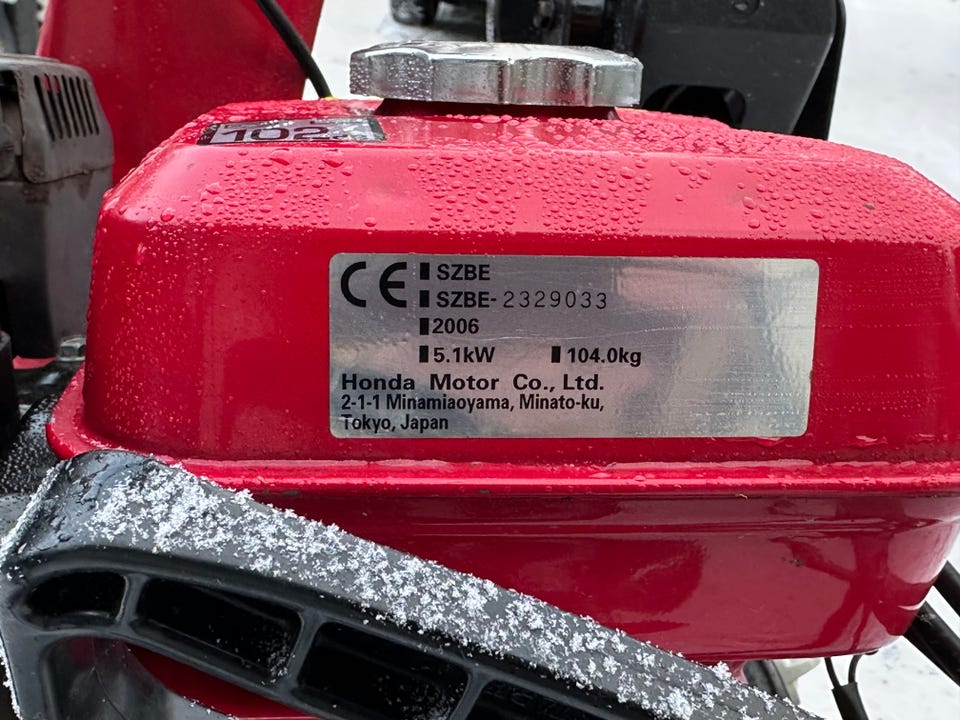 102
CE SZBE
SZBE-2329033
2006
5.1kW 104.0kg
Honda Motor Co., Ltd.
2-1-1 Minamiaoyama, Minato-ku,
Tokyo, Japan